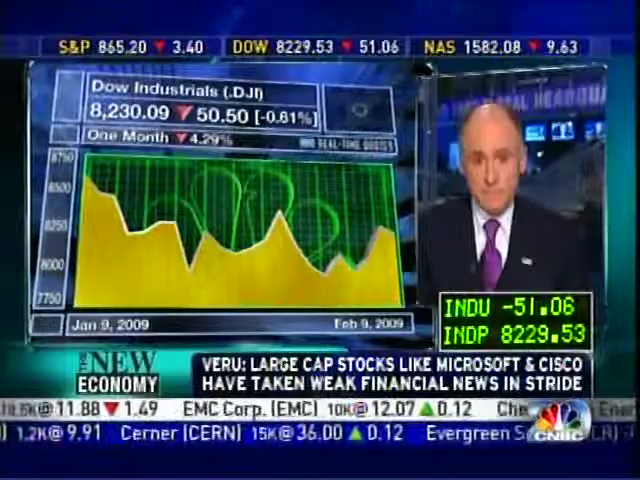 S&P 865.20 ▼ 3.40 DOW 8229.53 ▼ 51.06 NAS 1582.08 ▼ 9.63
Dow Industrials (.DJI)
8,230.09 ▼ 50.50 [-0.61%]
One Month ▼ 4.29%
REAL-TIME QUOTES
8750
8500
8250
8000
7750
Jan 9, 2009 Feb 9, 2009
INDU -51.06
INDP 8229.53
THE NEW
ECONOMY
VERU: LARGE CAP STOCKS LIKE MICROSOFT & CISCO
HAVE TAKEN WEAK FINANCIAL NEWS IN STRIDE
@ 11.88 ▼ 1.49 EMC Corp. (EMC) 10K@ 12.07 ▲ 0.12 Che
1.2K@ 9.91 Cerner (CERN) 15K@ 36.00 ▲ 0.12 Evergreen S
CNBC